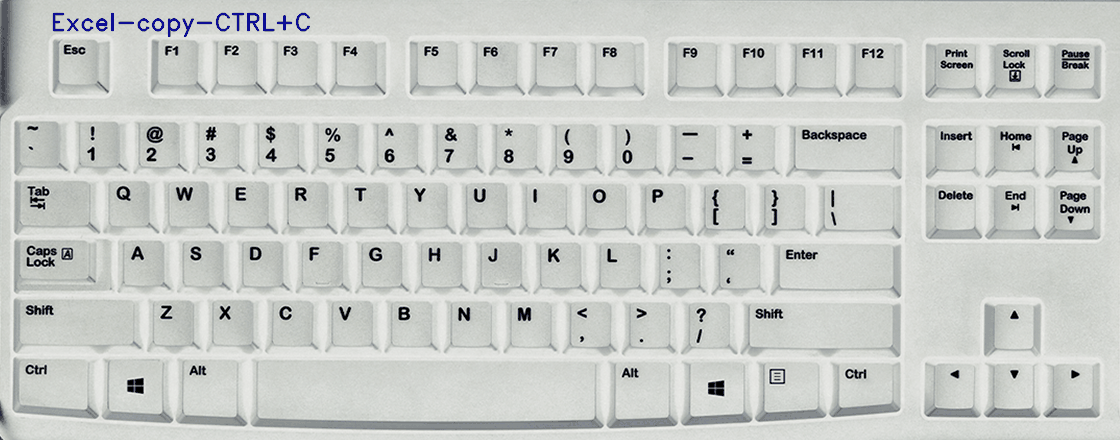 Excel-copy-CTRL+C
Esc F1 F2 F3 F4 F5 F6 F7 F8 F9 F10 F11 F12 Print Screen Scroll Lock Pause Break
~ ` ! 1 @ 2 # 3 $ 4 % 5 ^ 6 & 7 * 8 ( 9 ) 0 — - + = Backspace Insert Home Page Up
Tab Q W E R T Y U I O P { [ } ] | \ Delete End Page Down
Caps Lock A S D F G H J K L : ; “ ‘ Enter
Shift Z X C V B N M < , > . ? / Shift
Ctrl Alt Alt Ctrl